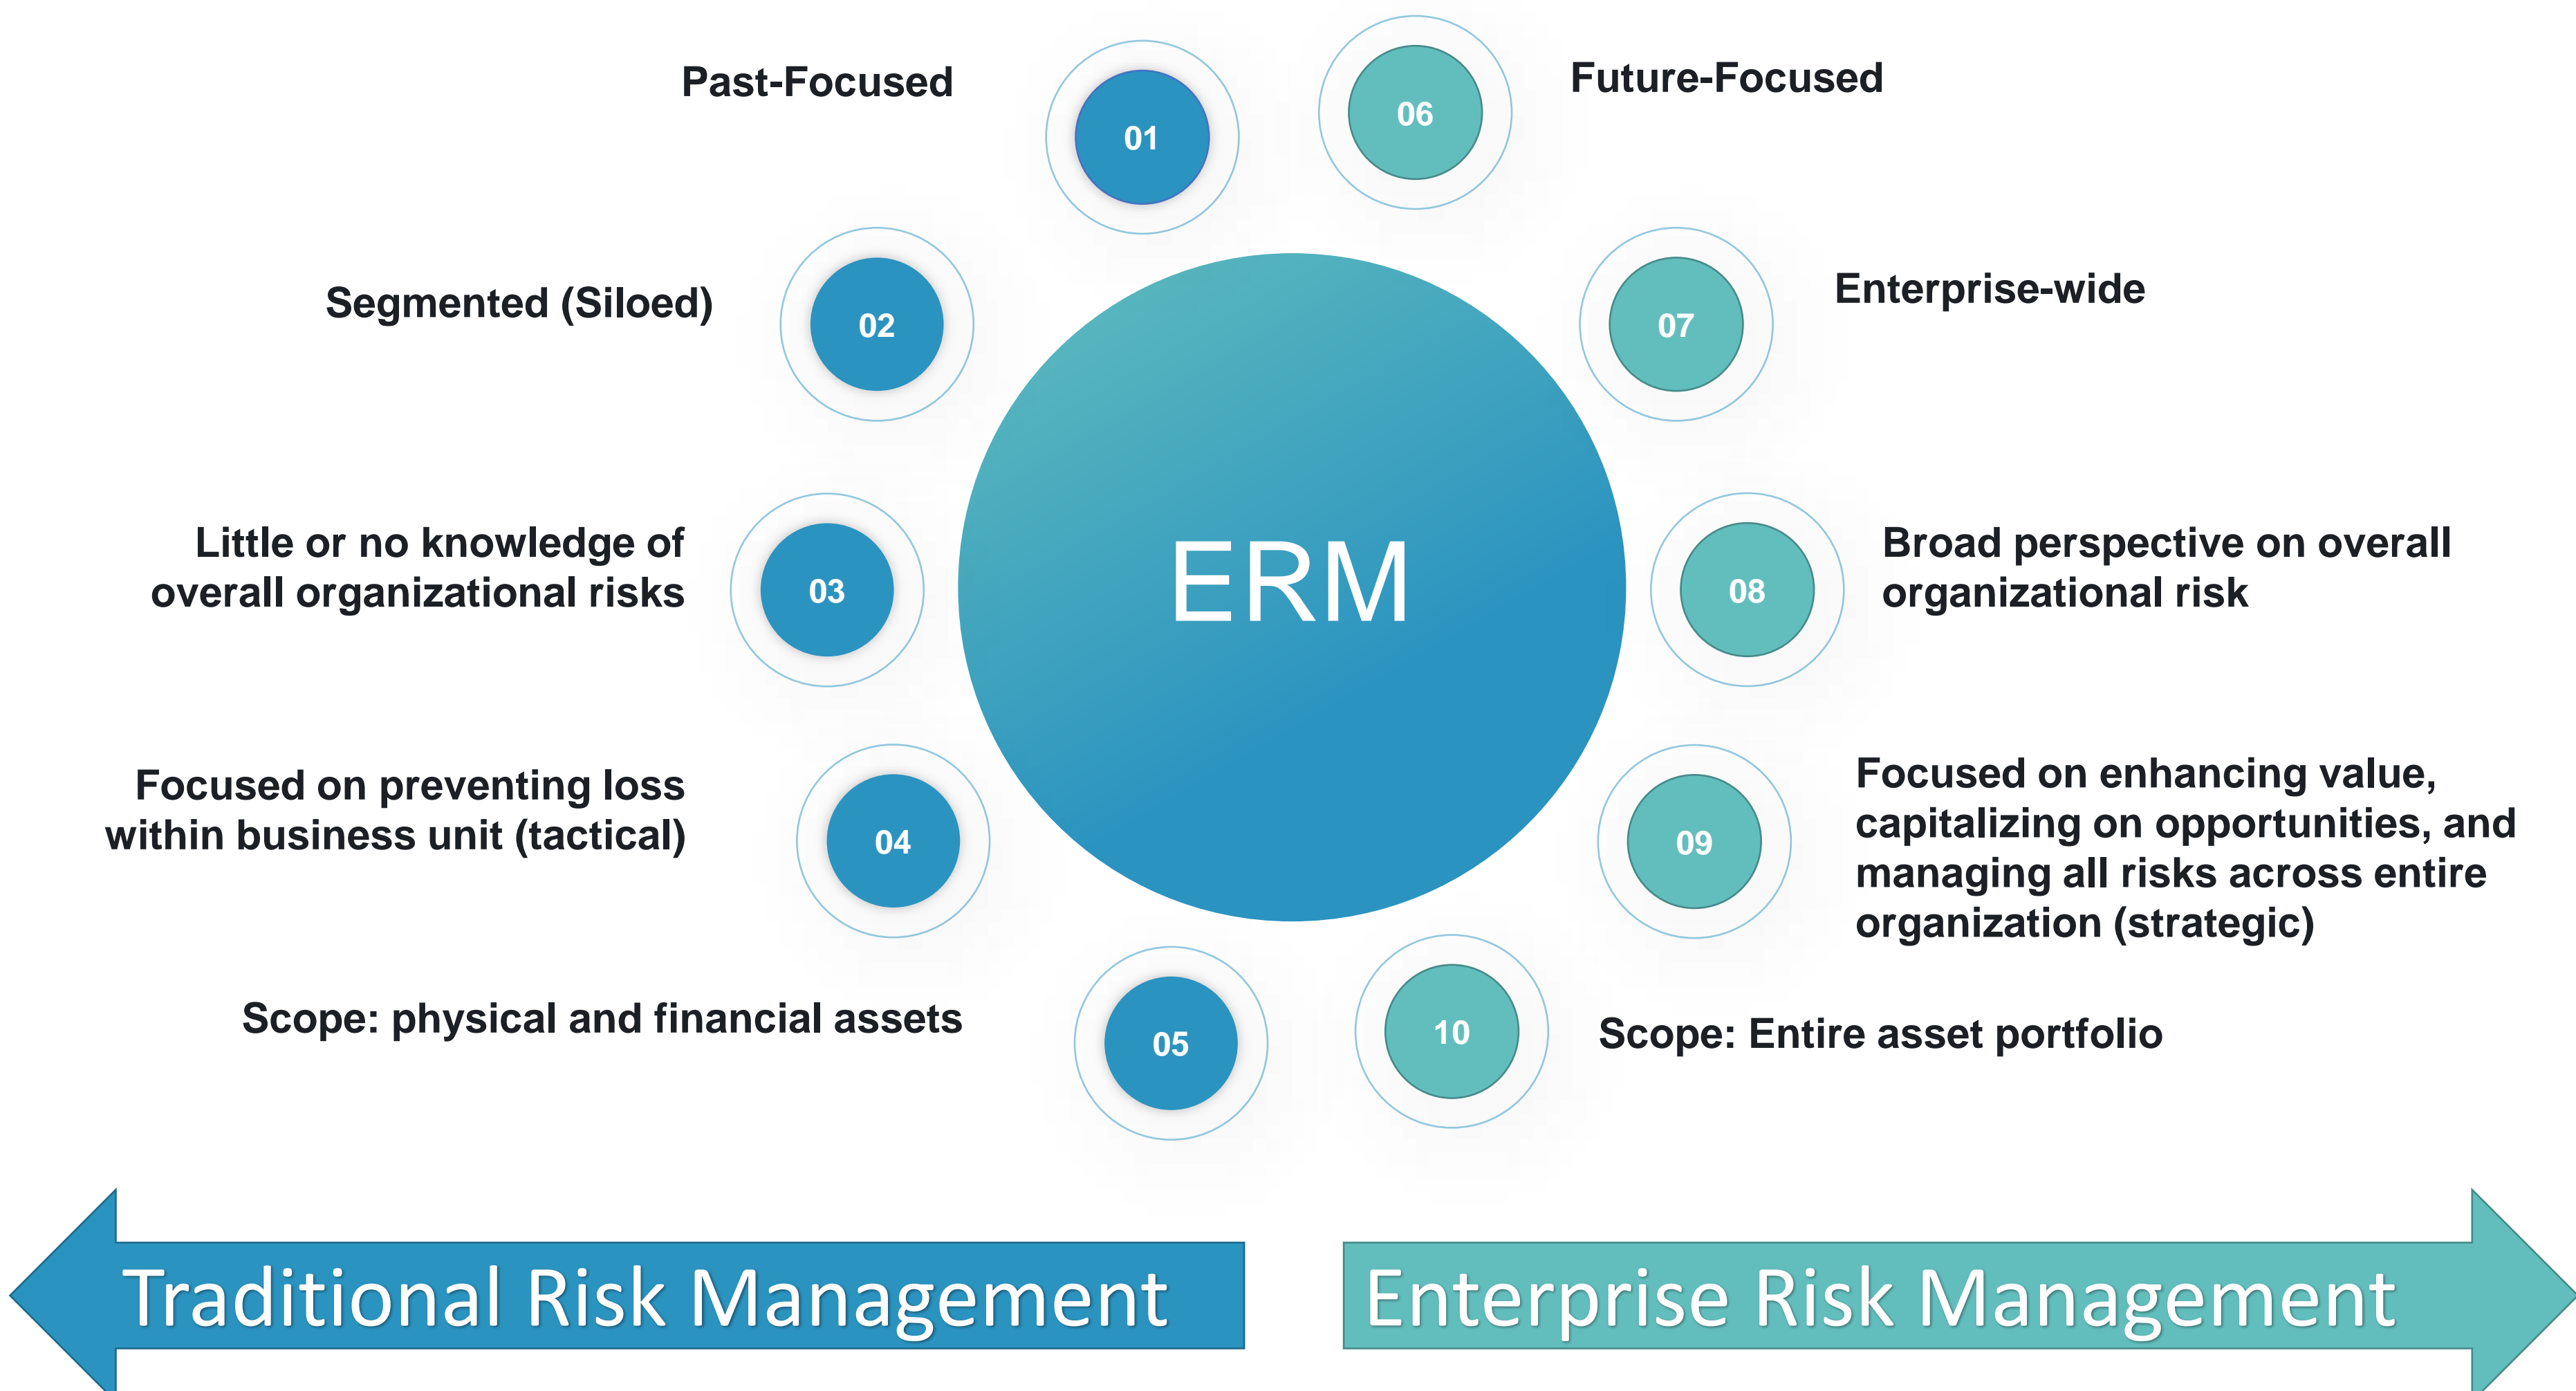 Past-Focused
01
Segmented (Siloed)
02
Little or no knowledge of
overall organizational risks
03
Focused on preventing loss
within business unit (tactical)
04
Scope: physical and financial assets
05
ERM
06
Future-Focused
07
Enterprise-wide
08
Broad perspective on overall
organizational risk
09
Focused on enhancing value,
capitalizing on opportunities, and
managing all risks across entire
organization (strategic)
10
Scope: Entire asset portfolio
Traditional Risk Management
Enterprise Risk Management